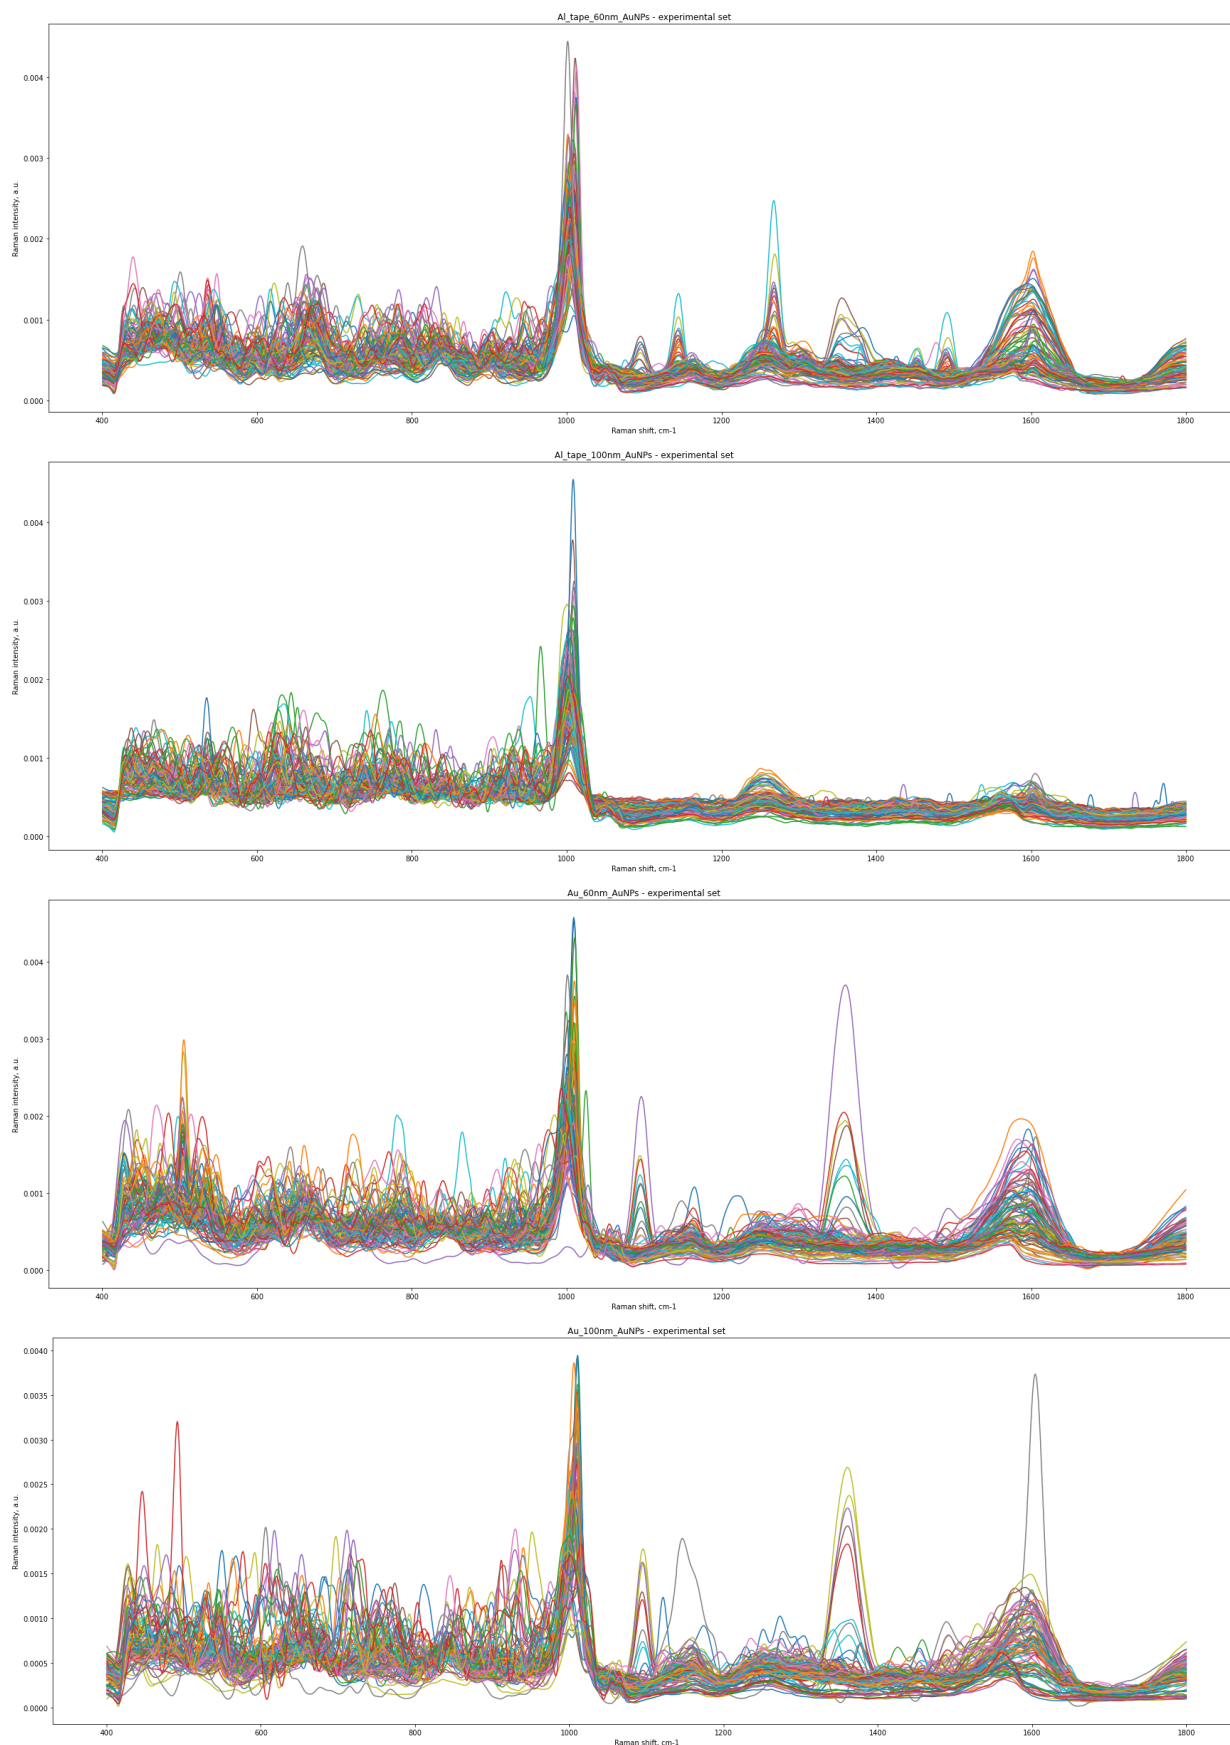 Al_tape_60nm_AuNPs - experimental set
0.004
0.003
0.002
0.001
0.000
Raman intensity, a.u.
400 600 800 1000 1200 1400 1600 1800
Raman shift, cm-1
Al_tape_100nm_AuNPs - experimental set
0.004
0.003
0.002
0.001
0.000
Raman intensity, a.u.
400 600 800 1000 1200 1400 1600 1800
Raman shift, cm-1
Au_60nm_AuNPs - experimental set
0.004
0.003
0.002
0.001
0.000
Raman intensity, a.u.
400 600 800 1000 1200 1400 1600 1800
Raman shift, cm-1
Au_100nm_AuNPs - experimental set
0.0040
0.0035
0.0030
0.0025
0.0020
0.0015
0.0010
0.0005
0.0000
Raman intensity, a.u.
400 600 800 1000 1200 1400 1600 1800
Raman shift, cm-1